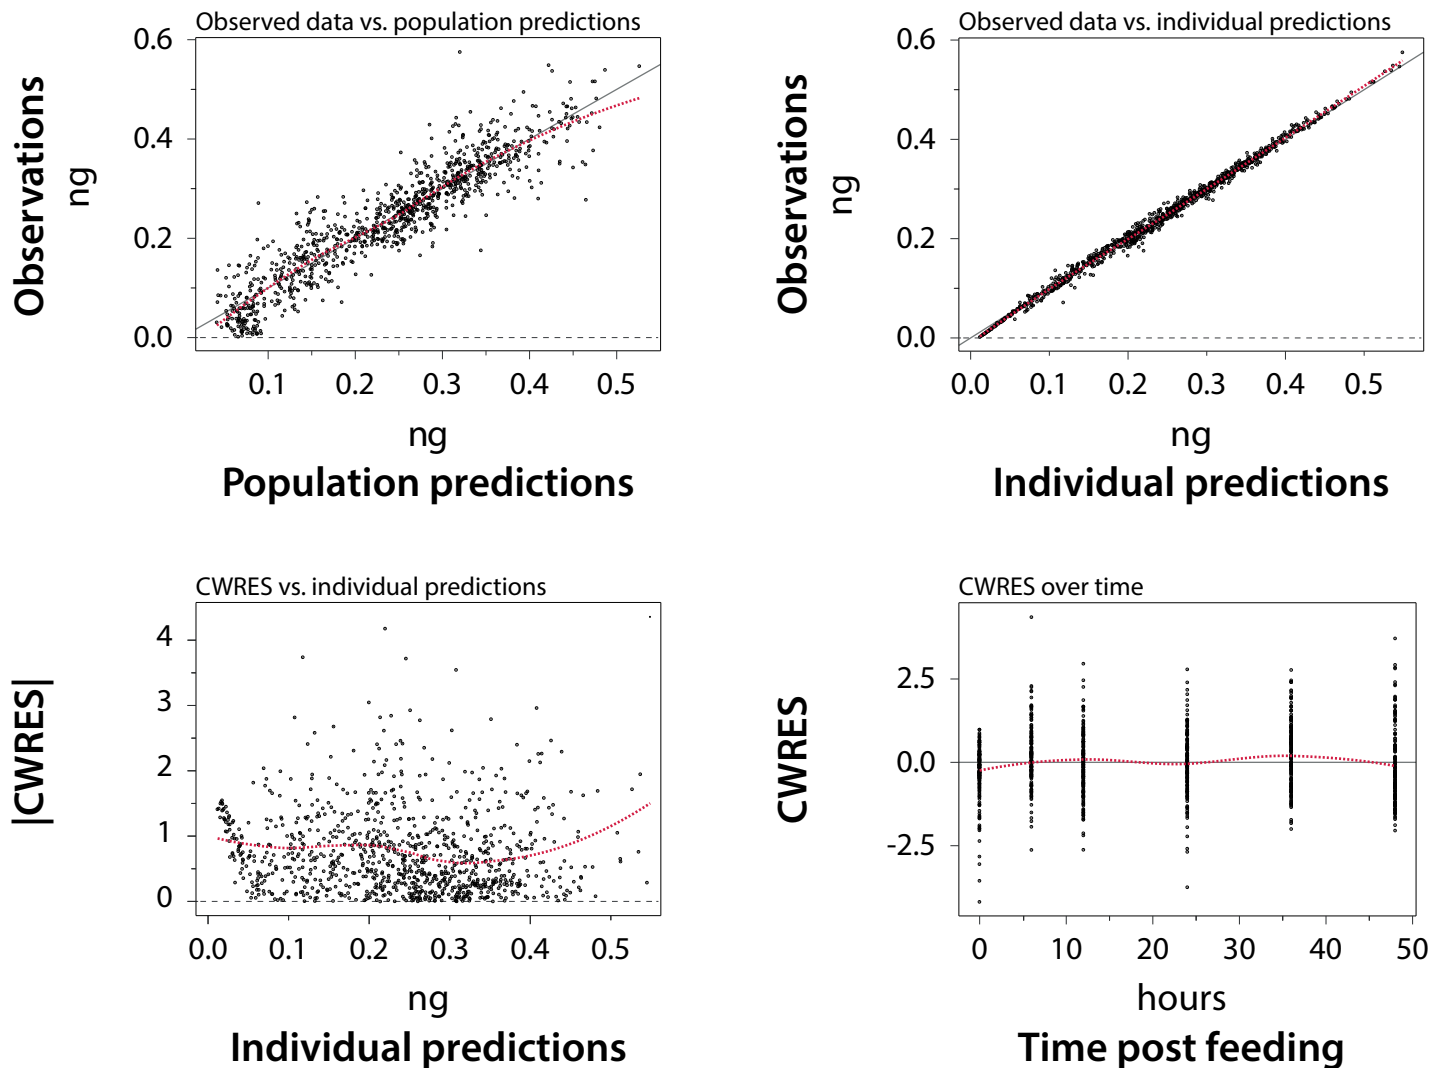 Observed data vs. population predictions
Observations
ng
0.6
0.4
0.2
0.0
0.1 0.2 0.3 0.4 0.5
ng
Population predictions
Observed data vs. individual predictions
Observations
ng
0.6
0.4
0.2
0.0
0.0 0.1 0.2 0.3 0.4 0.5
ng
Individual predictions
CWRES vs. individual predictions
|CWRES|
4
3
2
1
0
0.0 0.1 0.2 0.3 0.4 0.5
ng
Individual predictions
CWRES over time
CWRES
2.5
0.0
-2.5
0 10 20 30 40 50
hours
Time post feeding